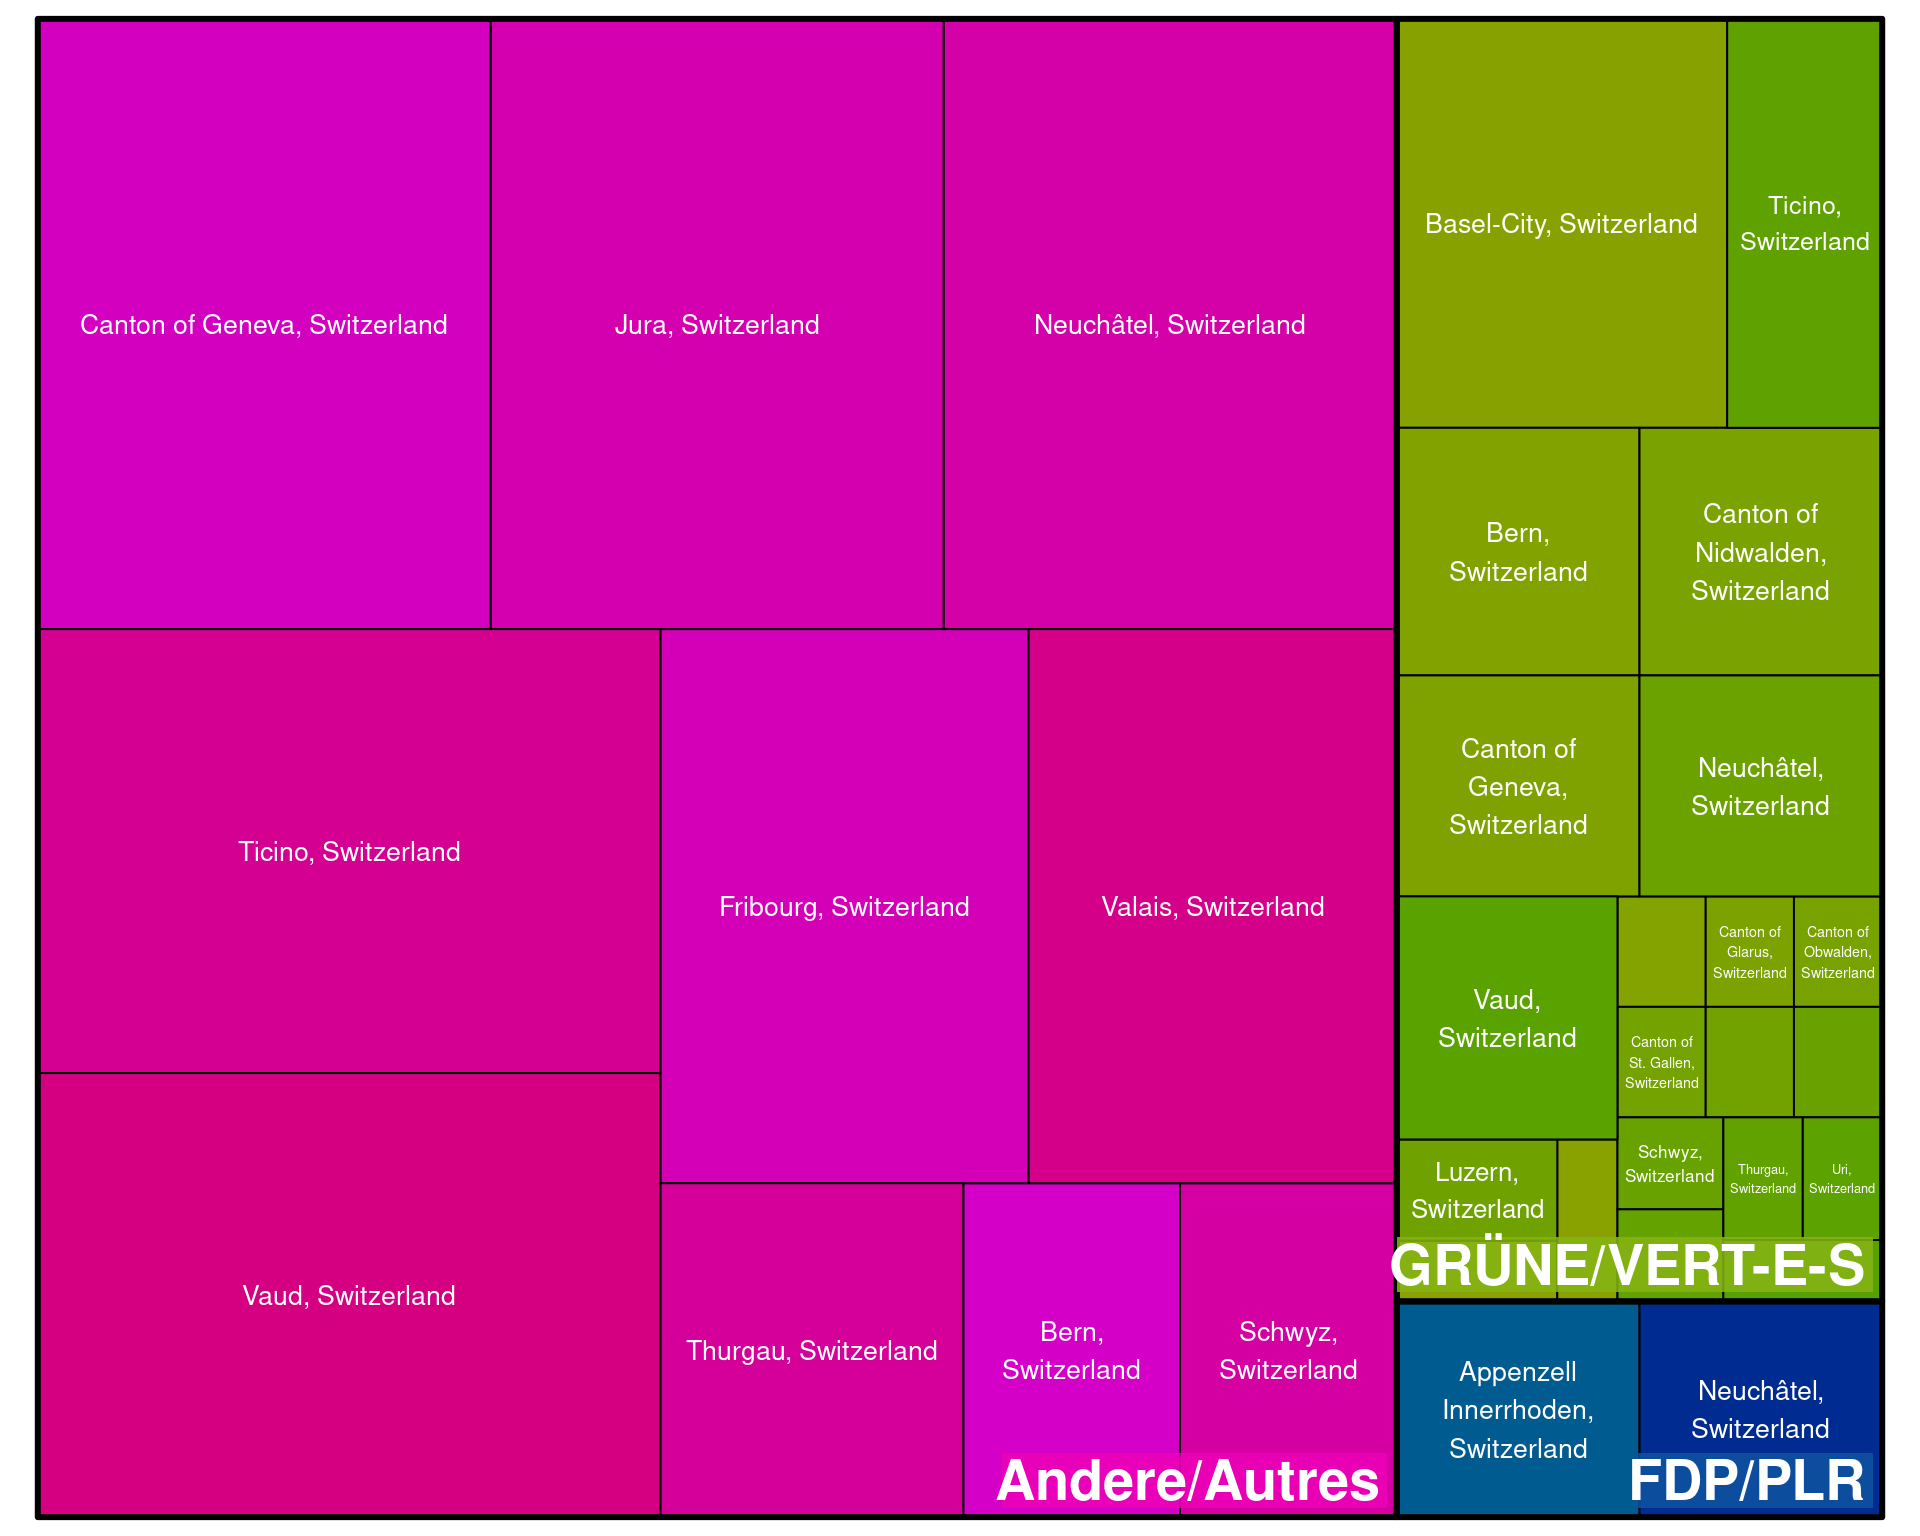 Canton of Geneva, Switzerland
Jura, Switzerland
Neuchâtel, Switzerland
Ticino, Switzerland
Vaud, Switzerland
Fribourg, Switzerland
Valais, Switzerland
Thurgau, Switzerland
Bern,
Switzerland
Schwyz,
Switzerland
Andere/Autres
Basel-City, Switzerland
Ticino,
Switzerland
Bern,
Switzerland
Canton of
Nidwalden,
Switzerland
Canton of
Geneva,
Switzerland
Neuchâtel,
Switzerland
Vaud,
Switzerland
Canton of
Glarus,
Switzerland
Canton of
Obwalden,
Switzerland
Canton of
St. Gallen,
Switzerland
Luzern,
Switzerland
Schwyz,
Switzerland
Thurgau,
Switzerland
Uri,
Switzerland
GRÜNE/VERT-E-S
Appenzell
Innerrhoden,
Switzerland
Neuchâtel,
Switzerland
FDP/PLR